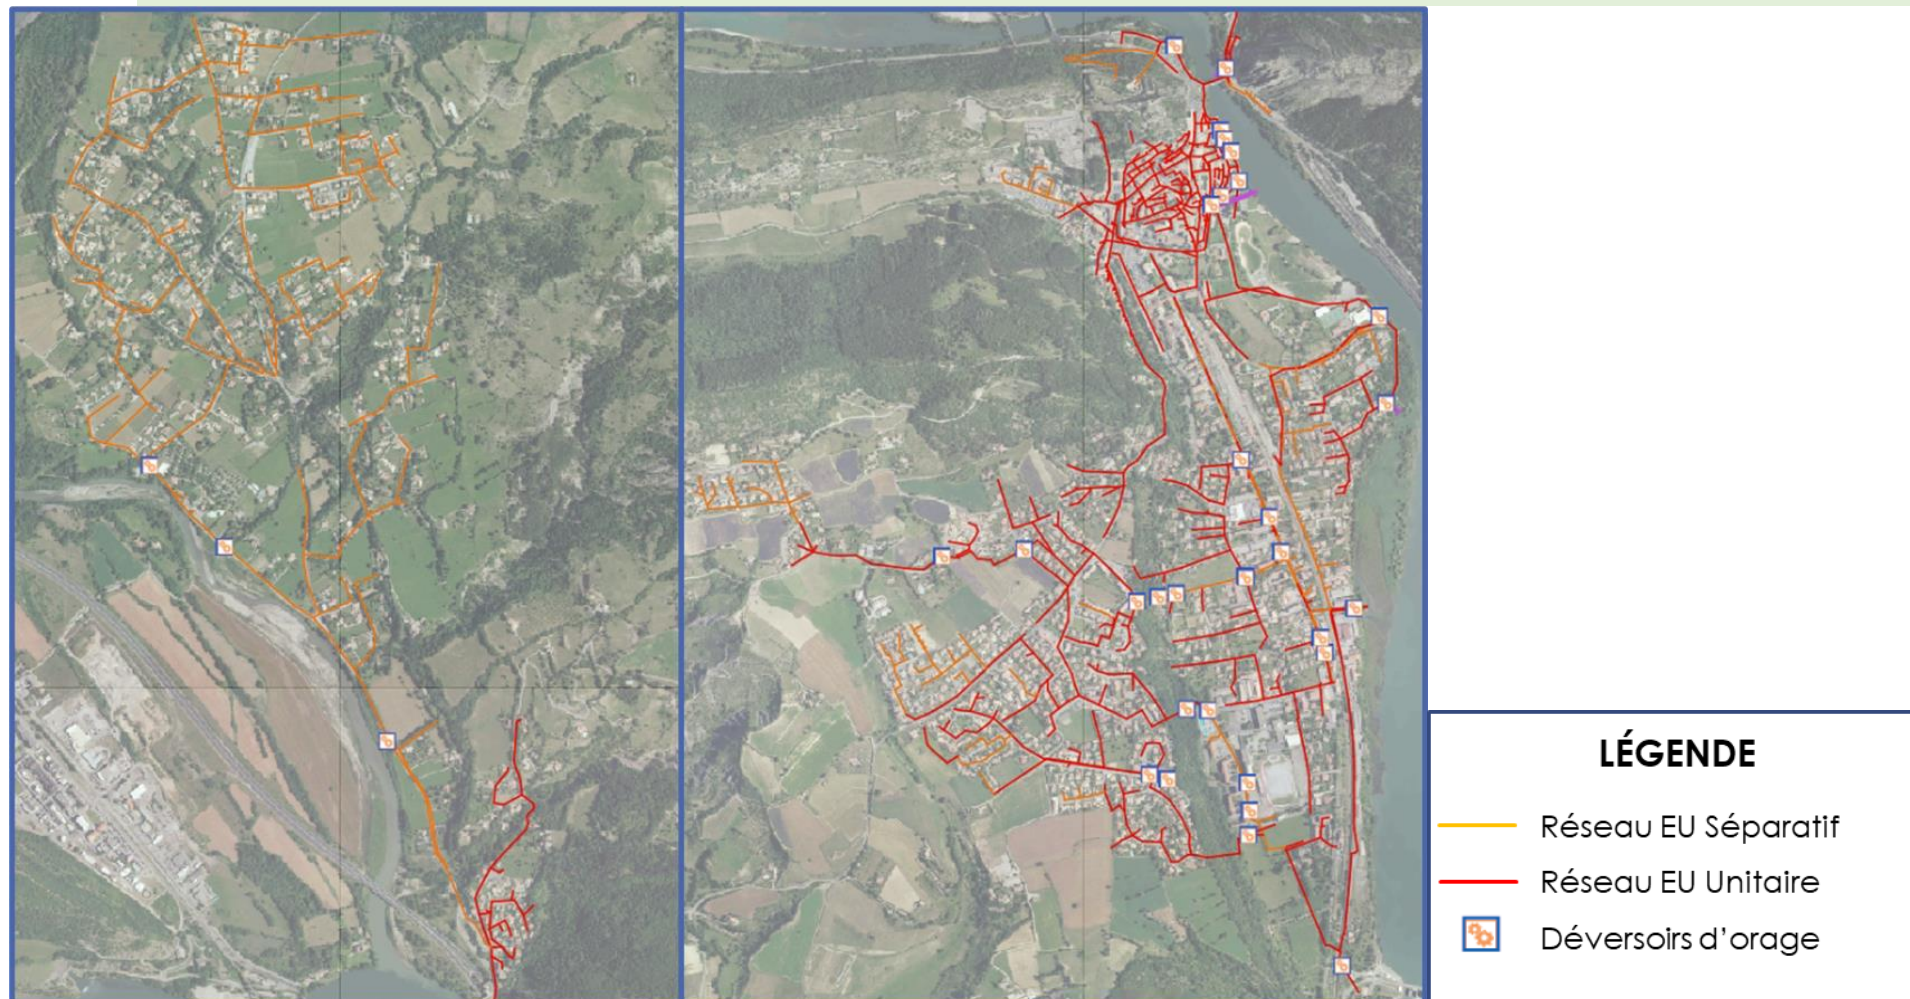 LÉGENDE
Réseau EU Séparatif
Réseau EU Unitaire
Déversoirs d'orage